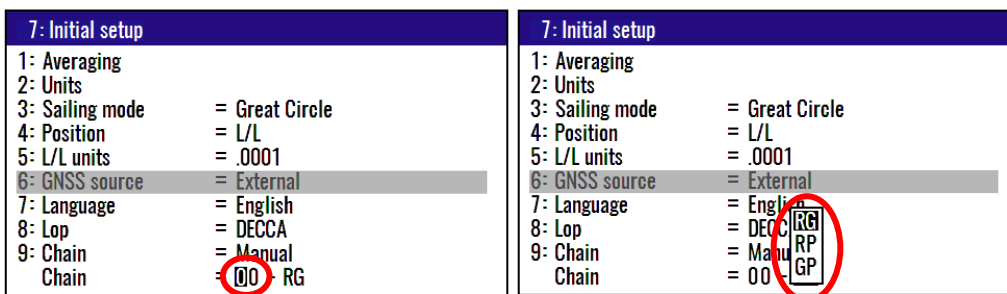 7: Initial setup
1: Averaging
2: Units
3: Sailing mode = Great Circle
4: Position = L/L
5: L/L units = .0001
6: GNSS source = External
7: Language = English
8: Lop = DECCA
9: Chain = Manual
Chain = 00 - RG
7: Initial setup
1: Averaging
2: Units
3: Sailing mode = Great Circle
4: Position = L/L
5: L/L units = .0001
6: GNSS source = External
7: Language = Englis
8: Lop = DECC
9: Chain = Manu
Chain = 00 -
RG
RP
GP